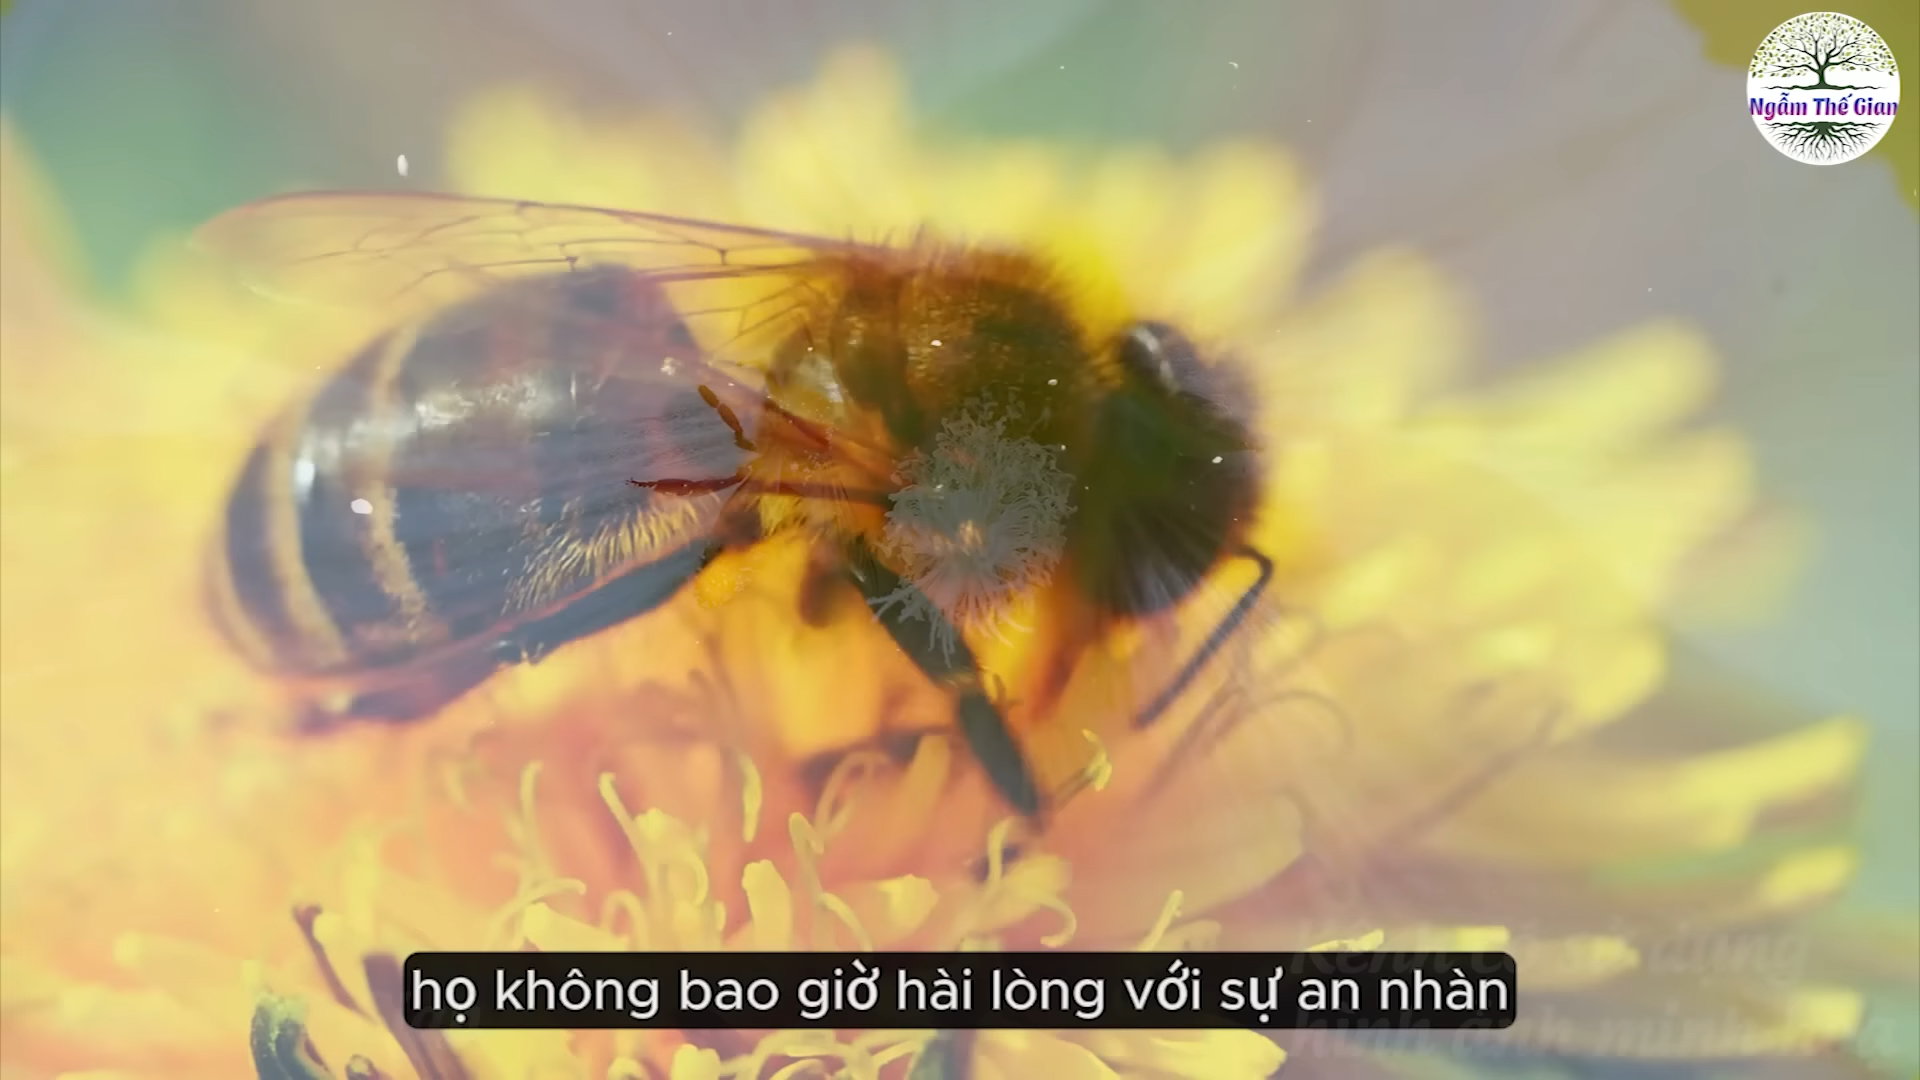 Ngẫm Thế Gian
họ không bao giờ hài lòng với sự an nhàn